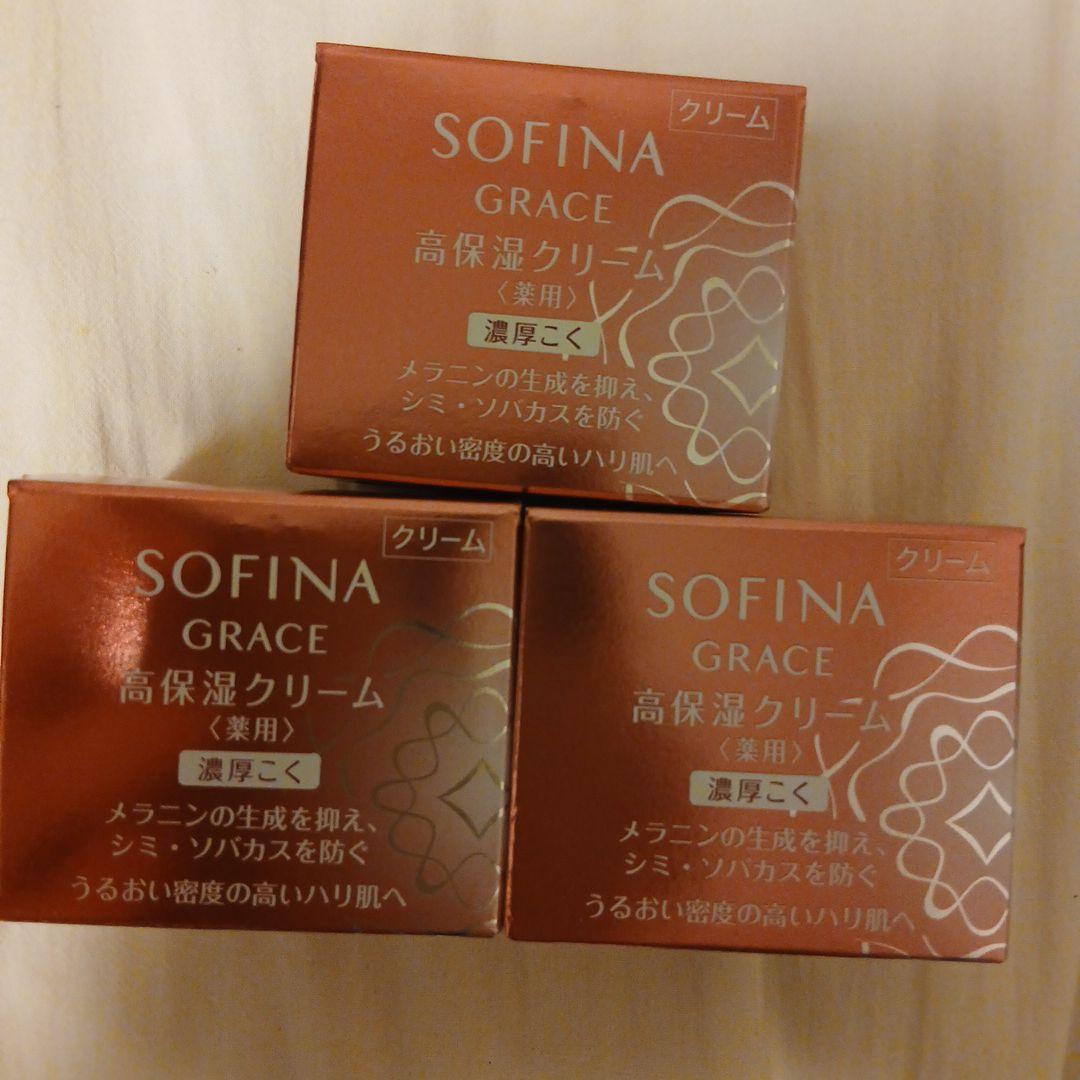 クリーム
SOFINA
GRACE
高保湿クリーム
〈薬用〉
濃厚こく
メラニンの生成を抑え、
シミ・ソバカスを防ぐ
うるおい密度の高いハリ肌へ
クリーム
SOFINA
GRACE
高保湿クリーム
〈薬用〉
濃厚こく
メラニンの生成を抑え、
シミ・ソバカスを防ぐ
うるおい密度の高いハリ肌へ
クリーム
SOFINA
GRACE
高保湿クリーム
〈薬用〉
濃厚こく
メラニンの生成を抑え、
シミ・ソバカスを防ぐ
うるおい密度の高いハリ肌へ